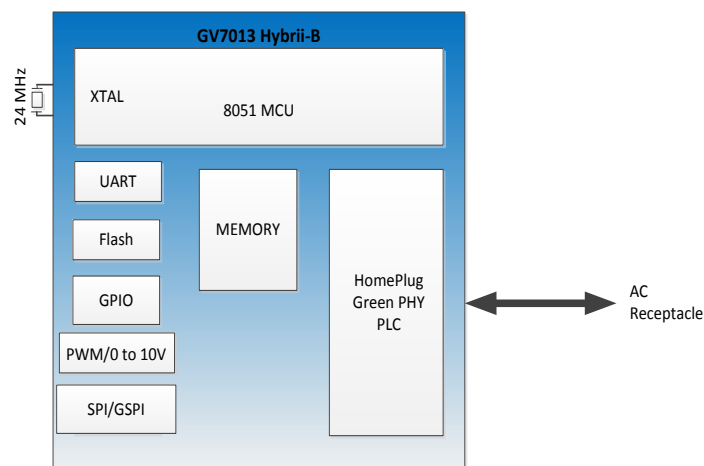 GV7013 Hybrii-B
24 MHz
XTAL
8051 MCU
UART
Flash
GPIO
PWM/0 to 10V
SPI/GSPI
MEMORY
HomePlug
Green PHY
PLC
AC
Receptacle